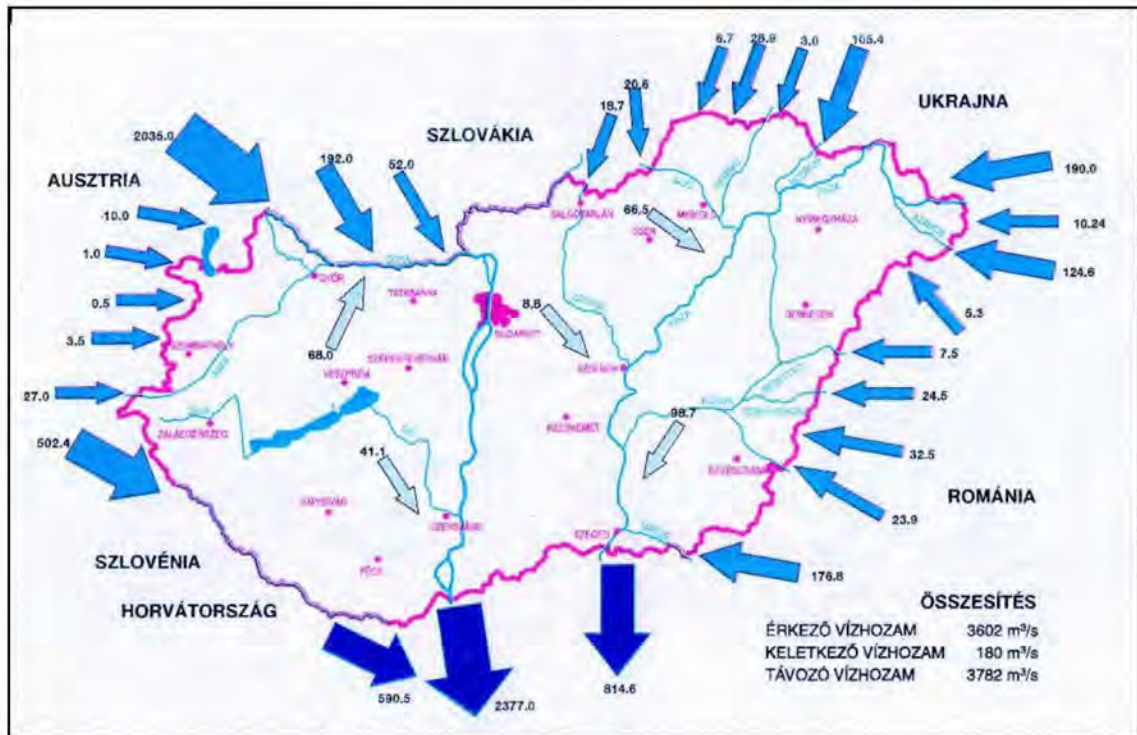 6.7
28.9
3.0
105.4
20.6
18.7
SZLOVÁKIA
UKRAJNA
2035.0
192.0
52.0
AUSZTRIA
190.0
10.0
10.24
1.0
124.6
0.5
5.3
3.5
7.5
27.0
24.5
502.4
32.5
23.9
176.8
66.5
8.8
68.0
98.7
41.1
SALGÓTARJÁN
MISKOLC
EGER
NYÍREGYHÁZA
GYŐR
TATABÁNYA
DEBRECEN
BUDAPEST
SZOMBATHELY
SZÉKESFEHÉRVÁR
VESZPRÉM
SZOLNOK
ZALAEGERSZEG
KECSKEMÉT
BÉKÉSCSABA
KAPOSVÁR
SZEKSZÁRD
SZEGED
PÉCS
ROMÁNIA
SZLOVÉNIA
HORVÁTORSZÁG
590.5
2377.0
814.6
ÖSSZESÍTÉS
ÉRKEZŐ VÍZHOZAM 3602 m³/s
KELETKEZŐ VÍZHOZAM 180 m³/s
TÁVOZÓ VÍZHOZAM 3782 m³/s